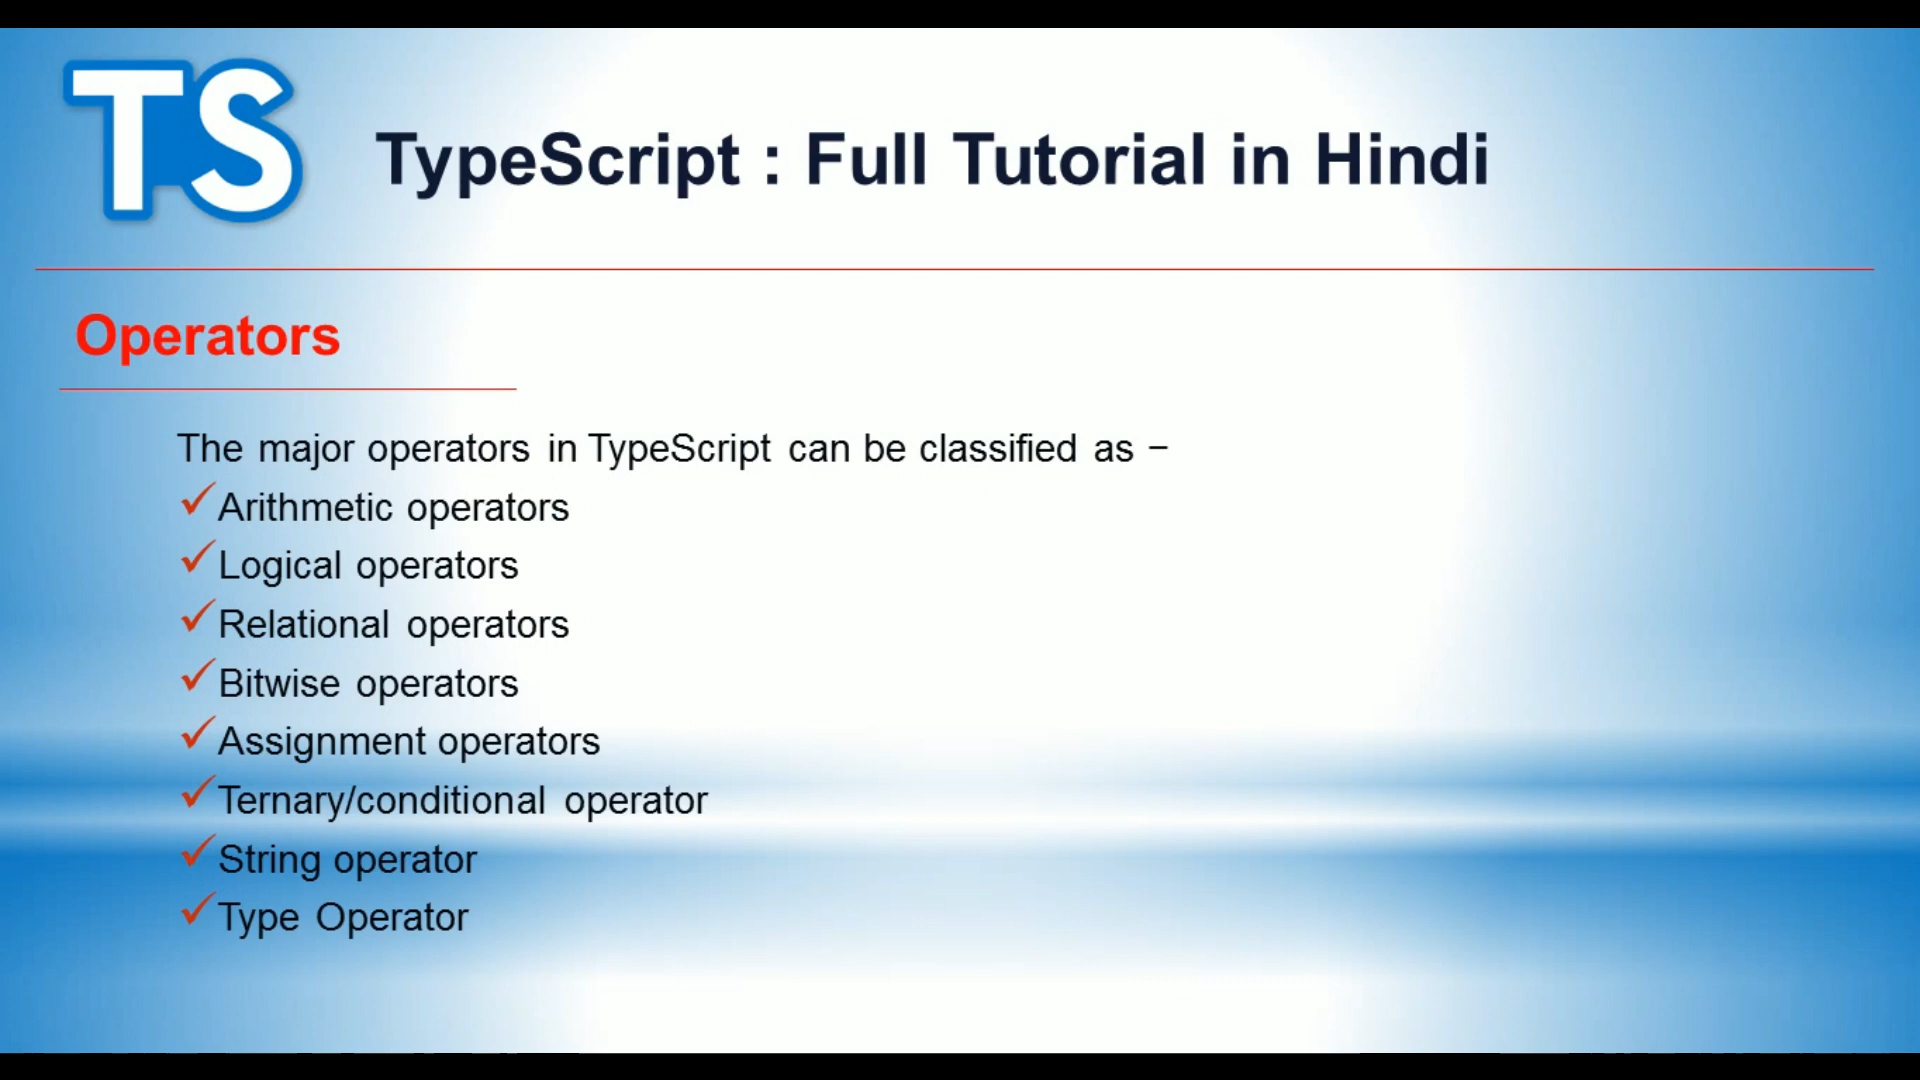 TS
TypeScript : Full Tutorial in Hindi
Operators
The major operators in TypeScript can be classified as −
✓Arithmetic operators
✓Logical operators
✓Relational operators
✓Bitwise operators
✓Assignment operators
✓Ternary/conditional operator
✓String operator
✓Type Operator